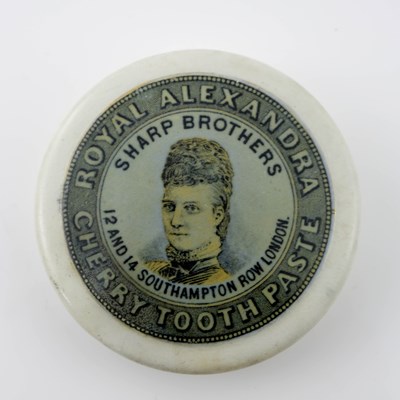 ROYAL ALEXANDRA
CHERRY TOOTH PASTE
SHARP BROTHERS
12 AND 14 SOUTHAMPTON ROW LONDON.